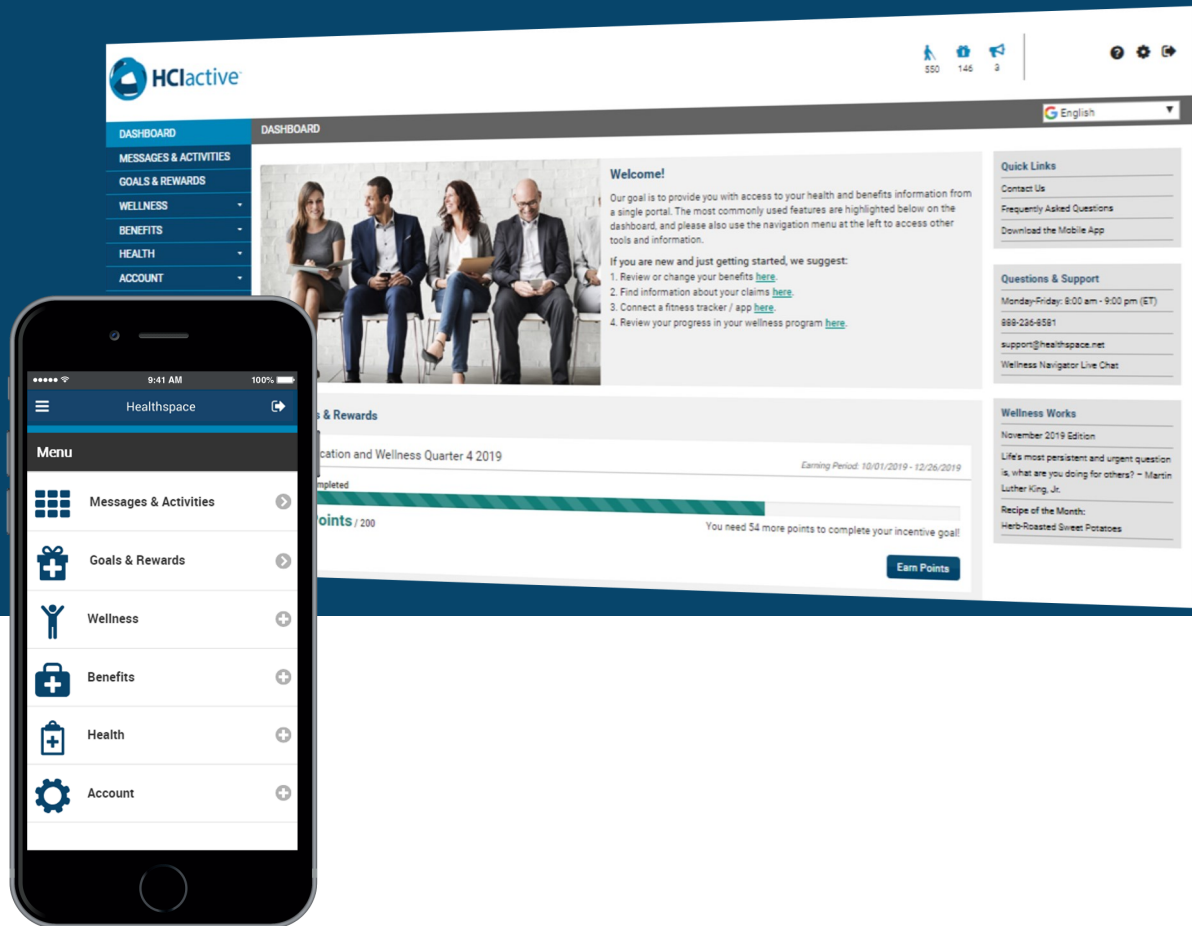 HCIactive
550 146 3
English
DASHBOARD
MESSAGES & ACTIVITIES
GOALS & REWARDS
WELLNESS
BENEFITS
HEALTH
ACCOUNT
DASHBOARD
Welcome!
Our goal is to provide you with access to your health and benefits information from
a single portal. The most commonly used features are highlighted below on the
dashboard, and please also use the navigation menu at the left to access other
tools and information.
If you are new and just getting started, we suggest:
1. Review or change your benefits here.
2. Find information about your claims here.
3. Connect a fitness tracker / app here.
4. Review your progress in your wellness program here.
Quick Links
Contact Us
Frequently Asked Questions
Download the Mobile App
Questions & Support
Monday-Friday: 8:00 am - 9:00 pm (ET)
888-236-8581
support@healthspace.net
Wellness Navigator Live Chat
Wellness Works
November 2019 Edition
Life's most persistent and urgent question
is, what are you doing for others? – Martin
Luther King, Jr.
Recipe of the Month:
Herb-Roasted Sweet Potatoes
& Rewards
and Wellness Quarter 4 2019
Earning Period: 10/01/2019 - 12/26/2019
/ 200
You need 54 more points to complete your incentive goal!
Earn Points
9:41 AM
100%
Healthspace
Menu
Messages & Activities
Goals & Rewards
Wellness
Benefits
Health
Account